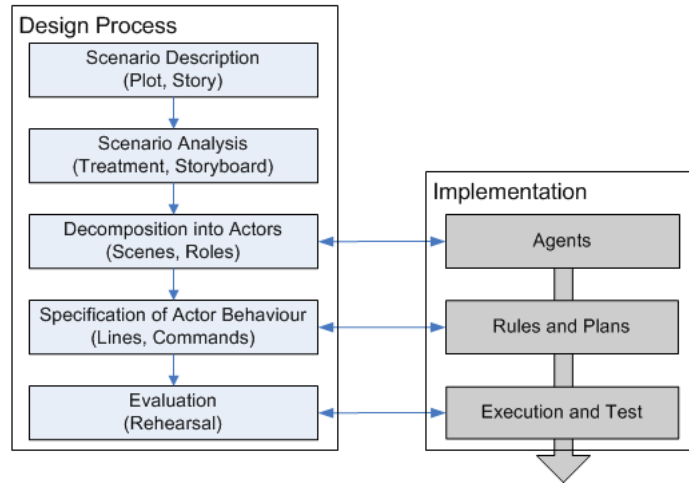 Design Process
Scenario Description
(Plot, Story)
Scenario Analysis
(Treatment, Storyboard)
Decomposition into Actors
(Scenes, Roles)
Specification of Actor Behaviour
(Lines, Commands)
Evaluation
(Rehearsal)
Implementation
Agents
Rules and Plans
Execution and Test